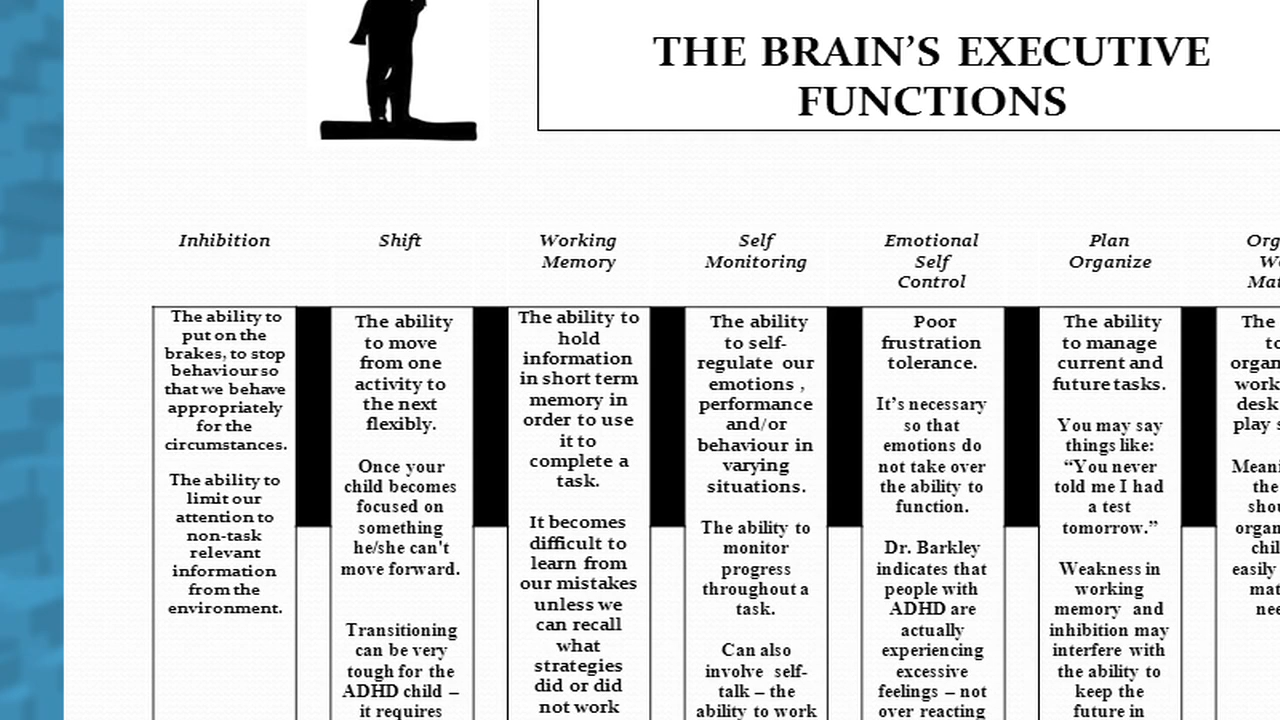 THE BRAIN’S EXECUTIVE
FUNCTIONS
Inhibition
Shift
Working
Memory
Self
Monitoring
Emotional
Self
Control
Plan
Organize
The ability to
put on the
brakes, to stop
behaviour so
that we behave
appropriately
for the
circumstances.
The ability to
limit our
attention to
non-task
relevant
information
from the
environment.
The ability
to move
from one
activity to
the next
flexibly.
Once your
child becomes
focused on
something
he/she can't
move forward.
Transitioning
can be very
tough for the
ADHD child –
it requires
The ability to
hold
information
in short term
memory in
order to use
it to
complete a
task.
It becomes
difficult to
learn from
our mistakes
unless we
can recall
what
strategies
did or did
not work
The ability
to self-
regulate our
emotions ,
performance
and/or
behaviour in
varying
situations.
The ability to
monitor
progress
throughout a
task.
Can also
involve self-
talk – the
ability to work
Poor
frustration
tolerance.
It’s necessary
so that
emotions do
not take over
the ability to
function.
Dr. Barkley
indicates that
people with
ADHD are
actually
experiencing
excessive
feelings – not
over reacting
The ability
to manage
current and
future tasks.
You may say
things like:
“You never
told me I had
a test
tomorrow.”
Weakness in
working
memory and
inhibition may
interfere with
the ability to
keep the
future in
The